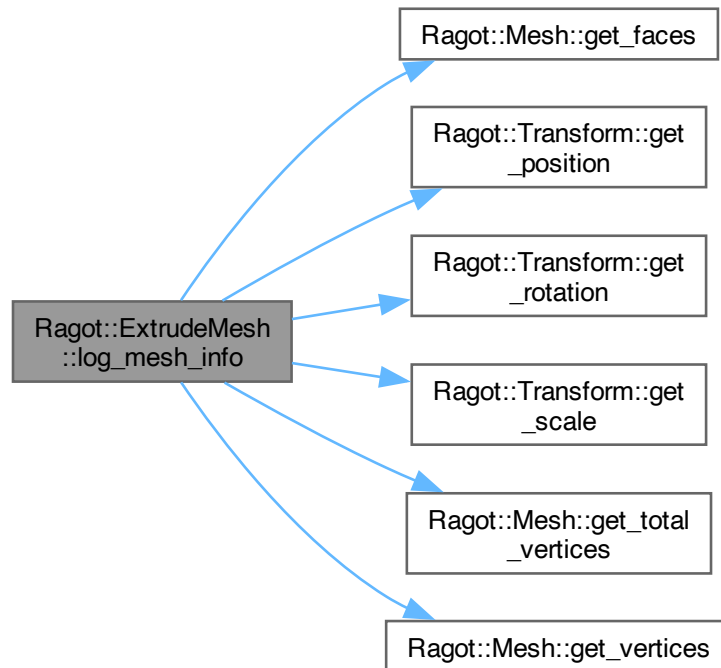 Ragot::Mesh::get_faces
Ragot::Transform::get
_position
Ragot::Transform::get
_rotation
Ragot::ExtrudeMesh
::log_mesh_info
Ragot::Transform::get
_scale
Ragot::Mesh::get_total
_vertices
Ragot::Mesh::get_vertices